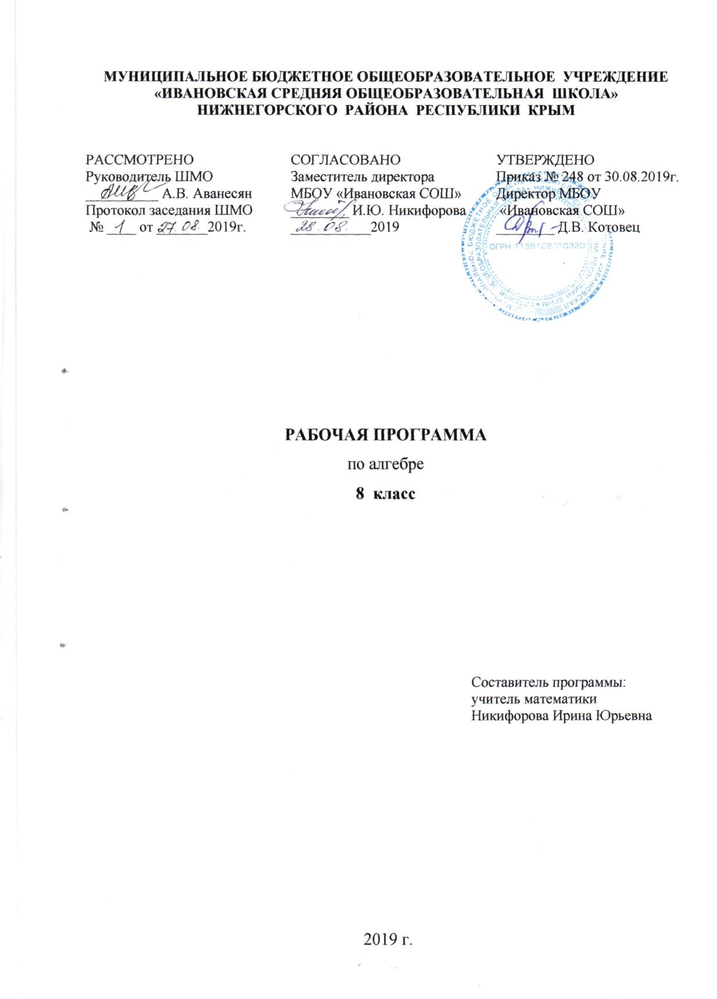 МУНИЦИПАЛЬНОЕ БЮДЖЕТНОЕ ОБЩЕОБРАЗОВАТЕЛЬНОЕ УЧРЕЖДЕНИЕ
«ИВАНОВСКАЯ СРЕДНЯЯ ОБЩЕОБРАЗОВАТЕЛЬНАЯ ШКОЛА»
НИЖНЕГОРСКОГО РАЙОНА РЕСПУБЛИКИ КРЫМ
РАССМОТРЕНО
Руководитель ШМО
А.В. Аванесян
Протокол заседания ШМО
№ 1 от 27.08.2019г.
СОГЛАСОВАНО
Заместитель директора
МБОУ «Ивановская СОШ»
И.Ю. Никифорова
28.08.2019
УТВЕРЖДЕНО
Приказ № 248 от 30.08.2019г.
Директор МБОУ
«Ивановская СОШ»
Д.В. Котовец
ОГРН 1159102010320
РАБОЧАЯ ПРОГРАММА
по алгебре
8 класс
Составитель программы:
учитель математики
Никифорова Ирина Юрьевна
2019 г.